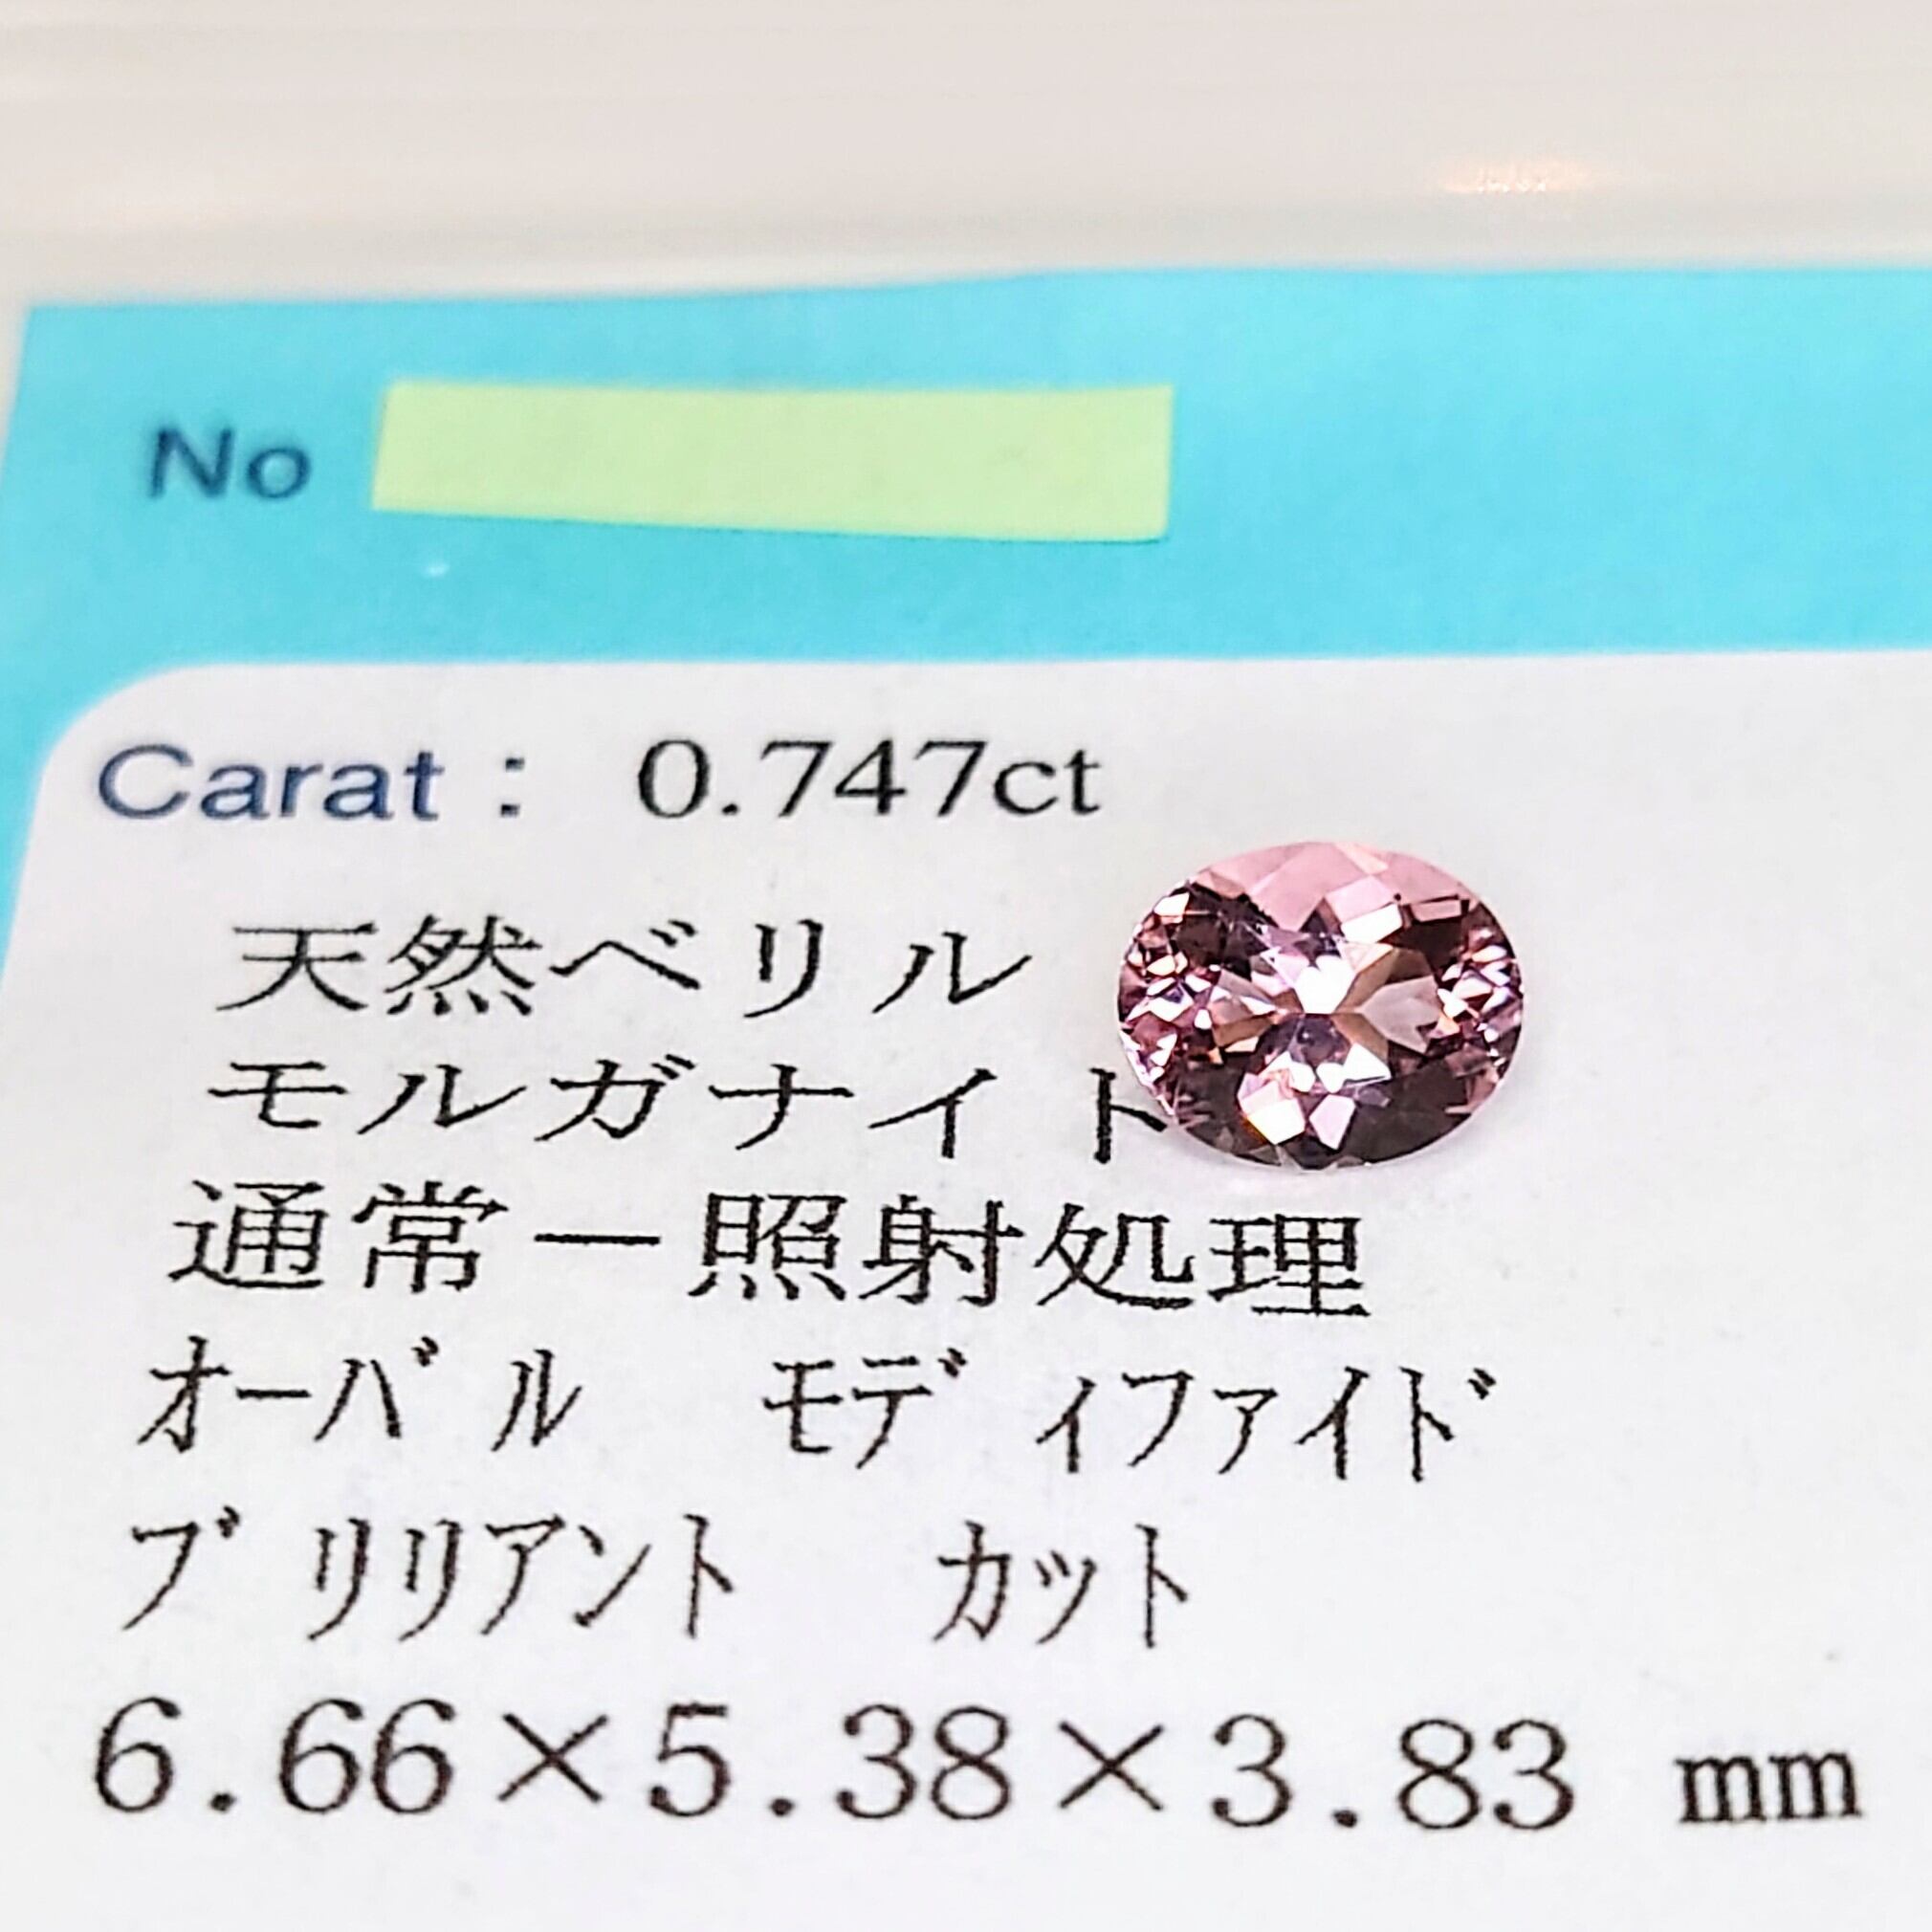 No
Carat : 0.747ct
天然ベリル
モルガナイト
通常－照射処理
ｵｰﾊﾞﾙ ﾓﾃﾞｨﾌｧｲﾄﾞ
ﾌﾞﾘﾘｱﾝﾄ ｶｯﾄ
6.66×5.38×3.83 mm